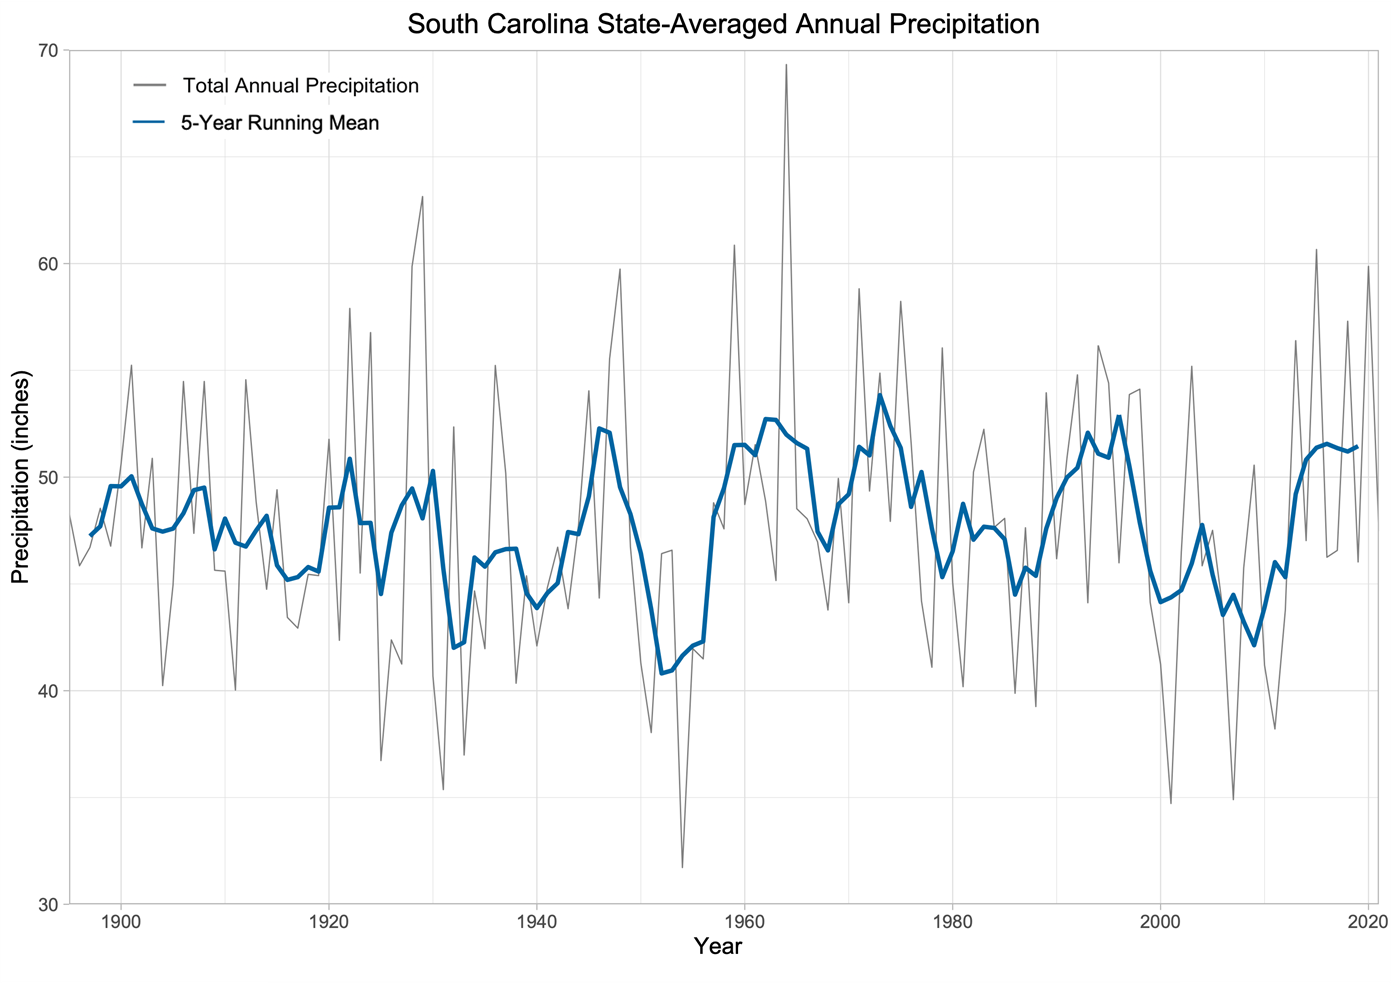 South Carolina State-Averaged Annual Precipitation
70
Total Annual Precipitation
5-Year Running Mean
60
50
Precipitation (inches)
40
30
1900 1920 1940 1960 1980 2000 2020
Year